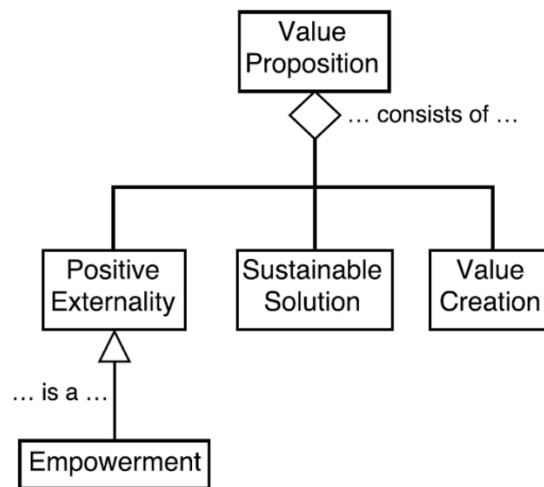 Value
Proposition
… consists of …
Positive
Externality
Sustainable
Solution
Value
Creation
… is a …
Empowerment